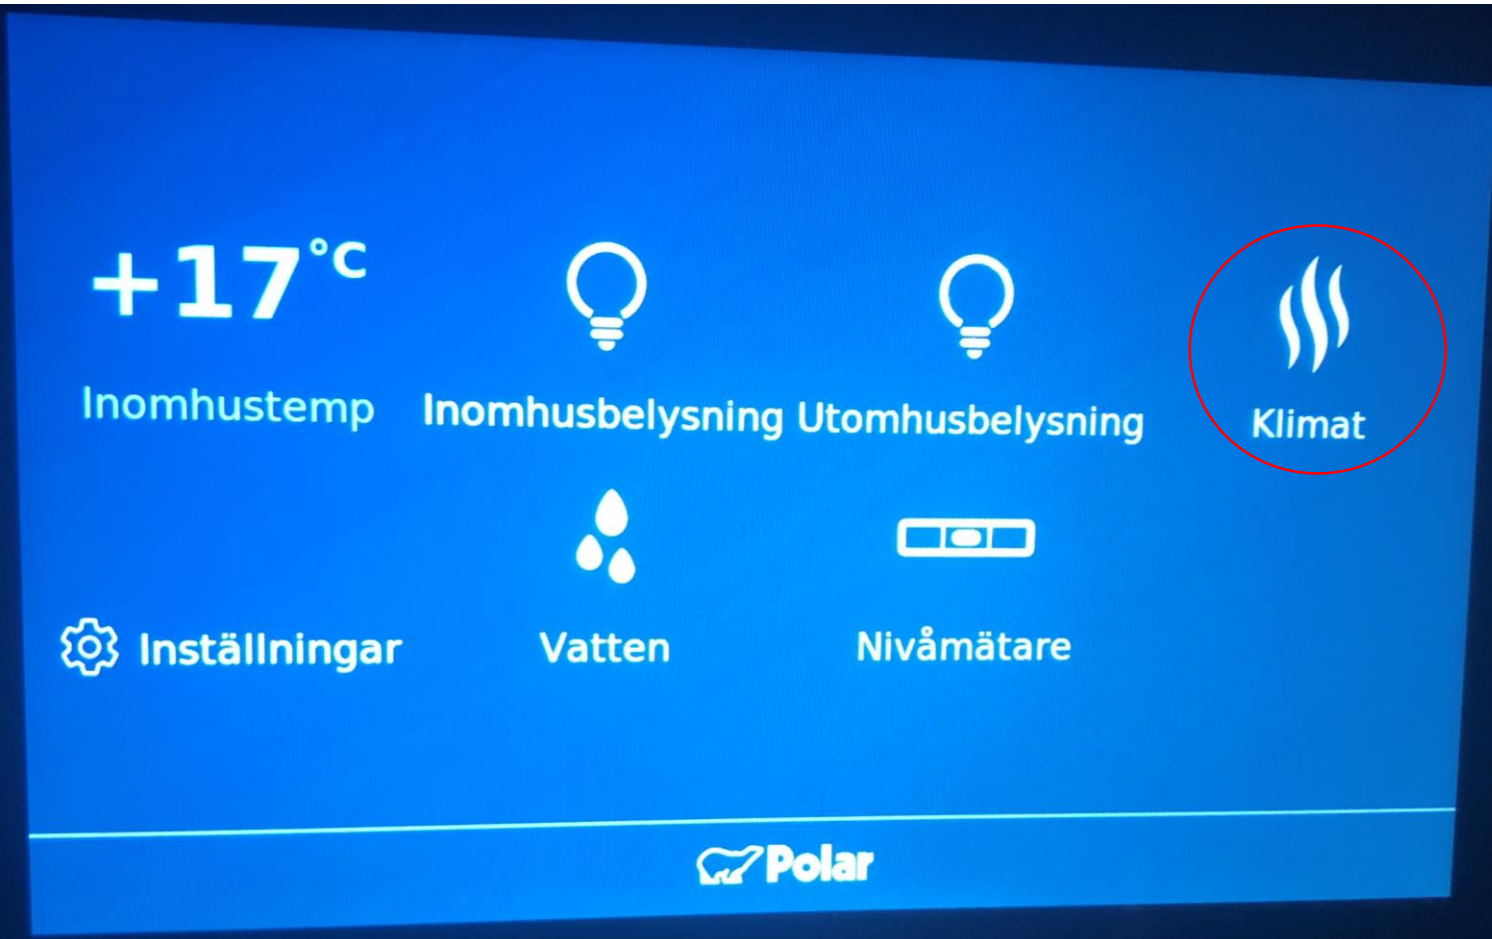 +17°C
Inomhustemp
Inomhusbelysning
Utomhusbelysning
Klimat
Inställningar
Vatten
Nivåmätare
Polar